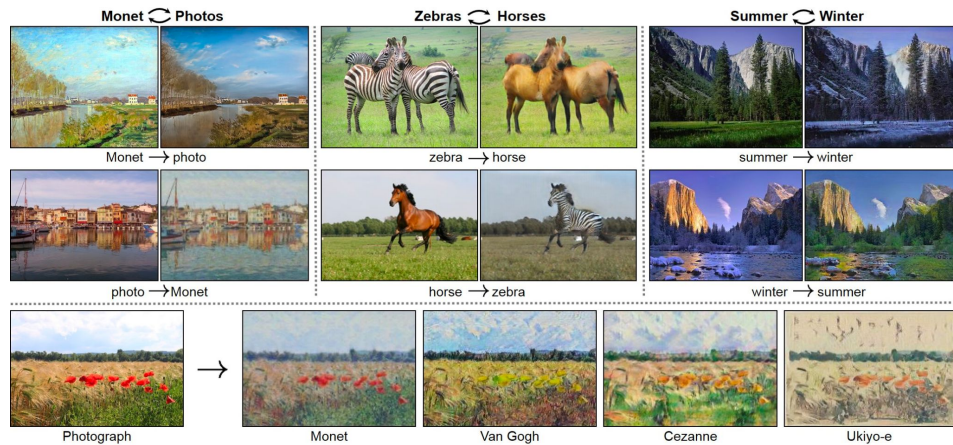 Monet ⇄ Photos
Zebras ⇄ Horses
Summer ⇄ Winter
Monet → photo
zebra → horse
summer → winter
photo → Monet
horse → zebra
winter → summer
Photograph
Monet
Van Gogh
Cezanne
Ukiyo-e